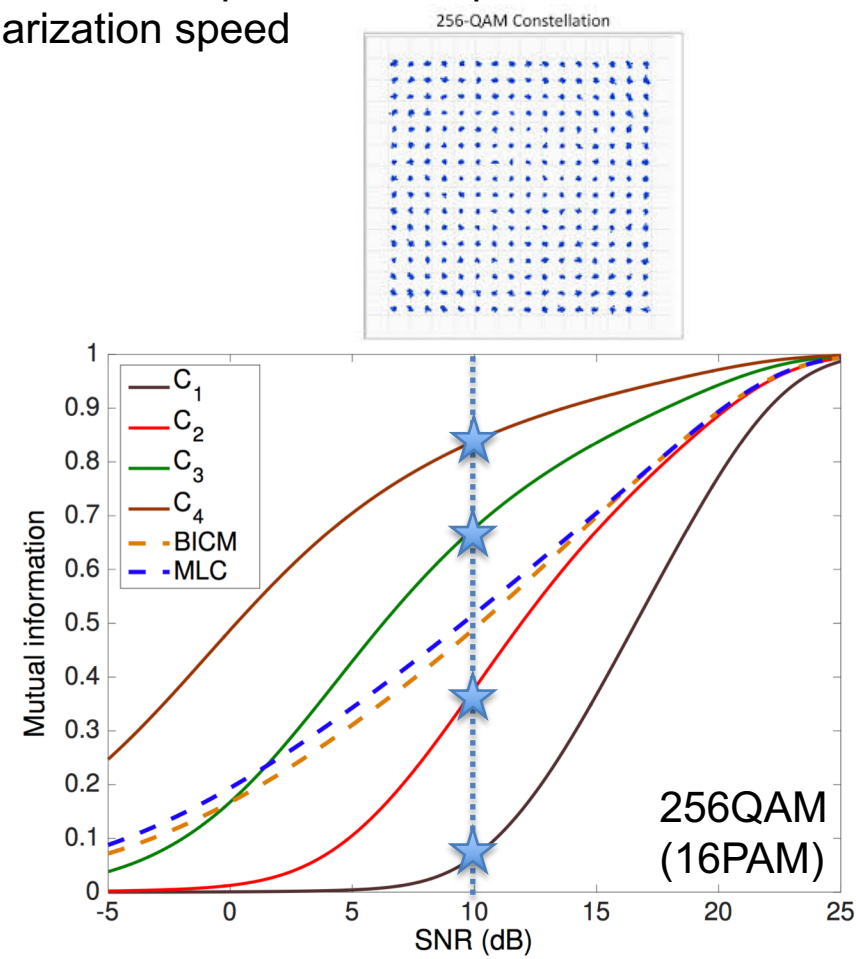 arization speed
256-QAM Constellation
1
0.9
0.8
0.7
0.6
0.5
0.4
0.3
0.2
0.1
0
Mutual information
C1
C2
C3
C4
BICM
MLC
256QAM
(16PAM)
-5 0 5 10 15 20 25
SNR (dB)